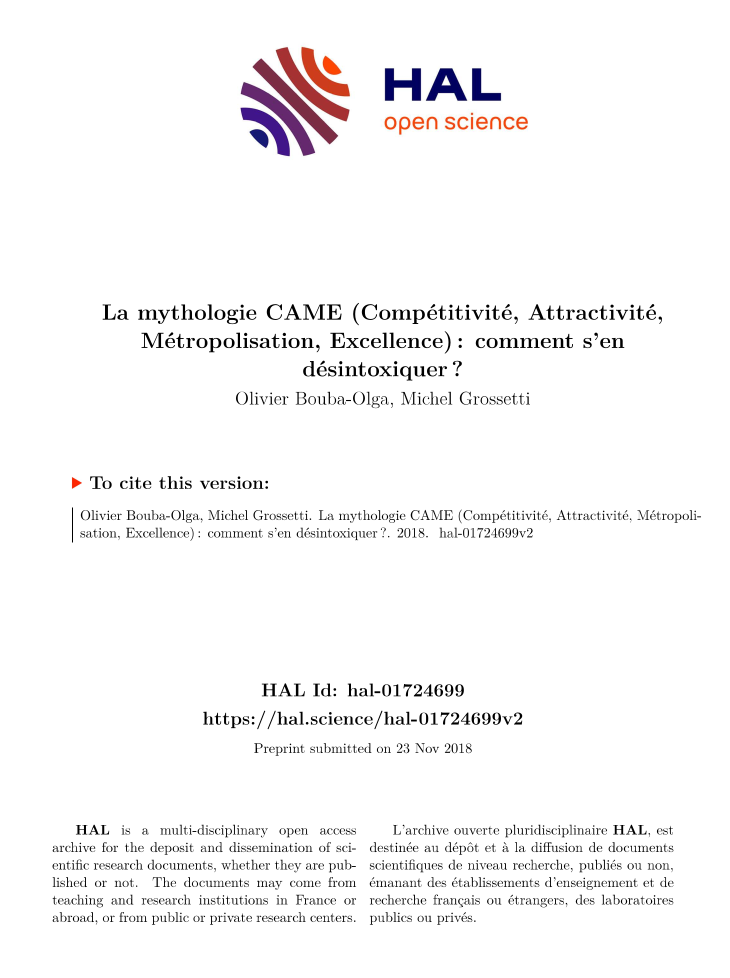 HAL
open science
La mythologie CAME (Compétitivité, Attractivité,
Métropolisation, Excellence) : comment s'en
désintoxiquer ?
Olivier Bouba-Olga, Michel Grossetti
To cite this version:
Olivier Bouba-Olga, Michel Grossetti. La mythologie CAME (Compétitivité, Attractivité, Métropoli-
sation, Excellence) : comment s'en désintoxiquer ?. 2018. hal-01724699v2
HAL Id: hal-01724699
https://hal.science/hal-01724699v2
Preprint submitted on 23 Nov 2018
HAL is a multi-disciplinary open access
archive for the deposit and dissemination of sci-
entific research documents, whether they are pub-
lished or not. The documents may come from
teaching and research institutions in France or
abroad, or from public or private research centers.
L'archive ouverte pluridisciplinaire HAL, est
destinée au dépôt et à la diffusion de documents
scientifiques de niveau recherche, publiés ou non,
émanant des établissements d'enseignement et de
recherche français ou étrangers, des laboratoires
publics ou privés.